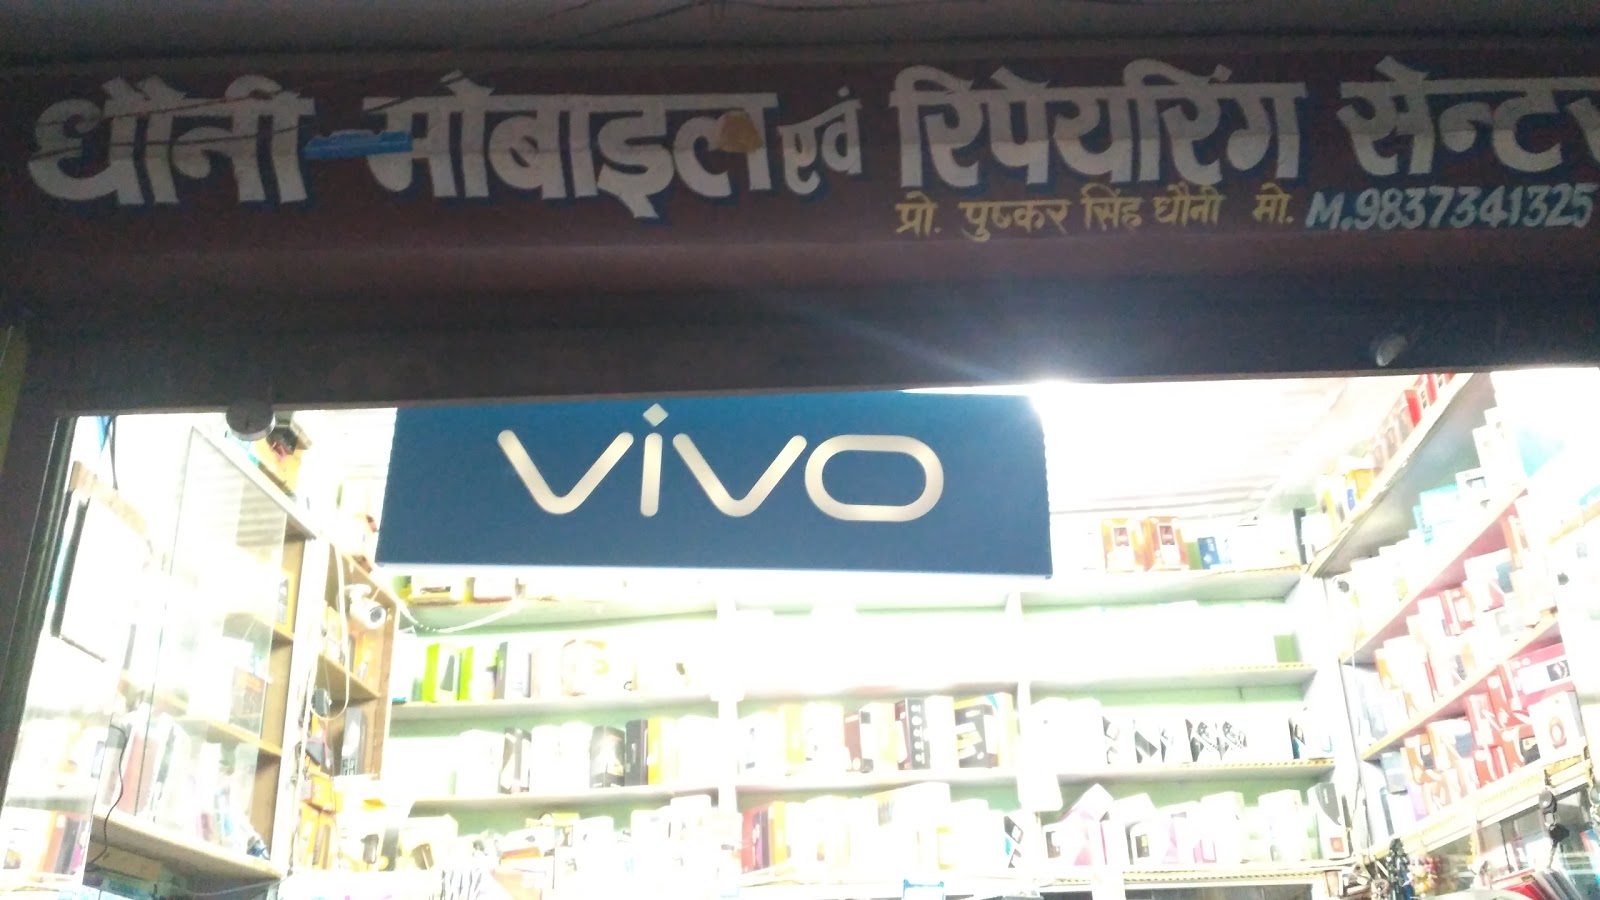 धौनी मोबाइल एवं रिपेयरिंग सेन्टर
प्रो. पुष्कर सिंह धौनी मो. M.9837341325
vivo